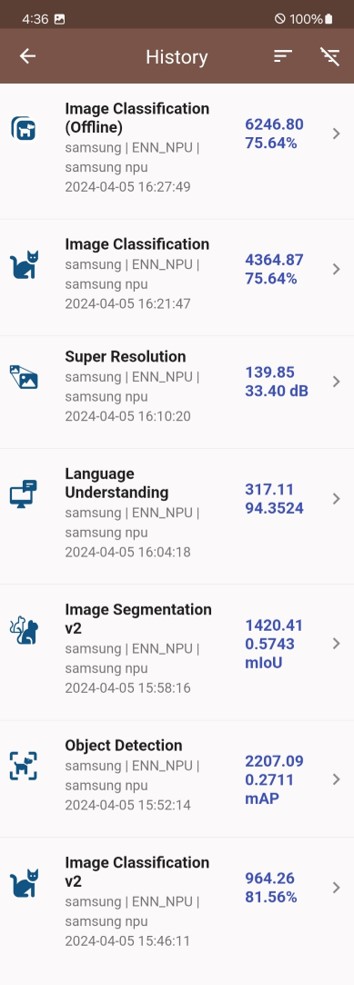 4:36 100%
History
Image Classification
(Offline)
samsung | ENN_NPU |
samsung npu
2024-04-05 16:27:49
6246.80
75.64%
Image Classification
samsung | ENN_NPU |
samsung npu
2024-04-05 16:21:47
4364.87
75.64%
Super Resolution
samsung | ENN_NPU |
samsung npu
2024-04-05 16:10:20
139.85
33.40 dB
Language
Understanding
samsung | ENN_NPU |
samsung npu
2024-04-05 16:04:18
317.11
94.3524
Image Segmentation
v2
samsung | ENN_NPU |
samsung npu
2024-04-05 15:58:16
1420.41
0.5743
mIoU
Object Detection
samsung | ENN_NPU |
samsung npu
2024-04-05 15:52:14
2207.09
0.2711
mAP
Image Classification
v2
samsung | ENN_NPU |
samsung npu
2024-04-05 15:46:11
964.26
81.56%